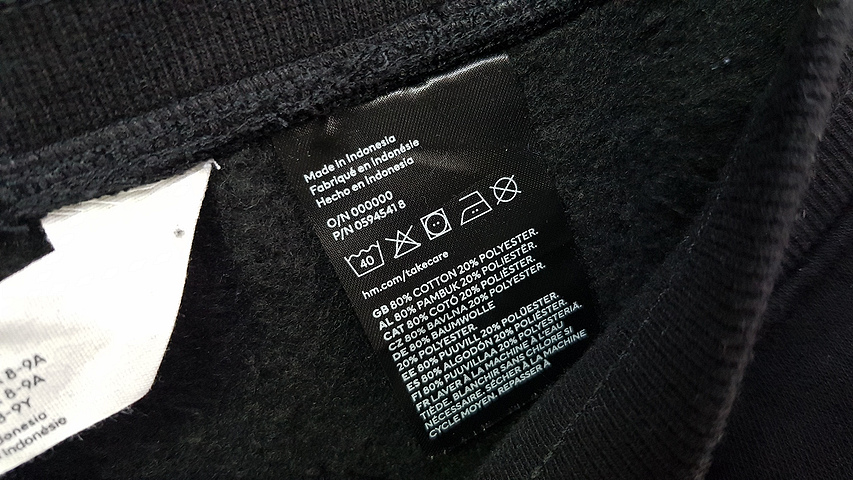 Made in Indonesia
Fabriqué en Indonésie
Hecho en Indonesia
O/N 000000
P/N 0594541 8
40
hm.com/takecare
GB 80% COTTON 20% POLYESTER.
AL 80% PAMBUK 20% POLIESTER.
CAT 80% COTÓ 20% POLIÈSTER.
CZ 80% BAVLNA 20% POLYESTER.
DE 80% BAUMWOLLE
20% POLYESTER.
EE 80% PUUVILL 20% POLÜESTER.
ES 80% ALGODÓN 20% POLIÉSTER.
FI 80% PUUVILLAA 20% POLYESTERIÄ.
FR LAVER À LA MACHINE À L'EAU
TIÈDE. BLANCHIR SANS CHLORE SI
NÉCESSAIRE. SÉCHER À LA MACHINE
CYCLE MOYEN. REPASSER À
8-9A
8-9A
8-9Y
donesia
Indonésie